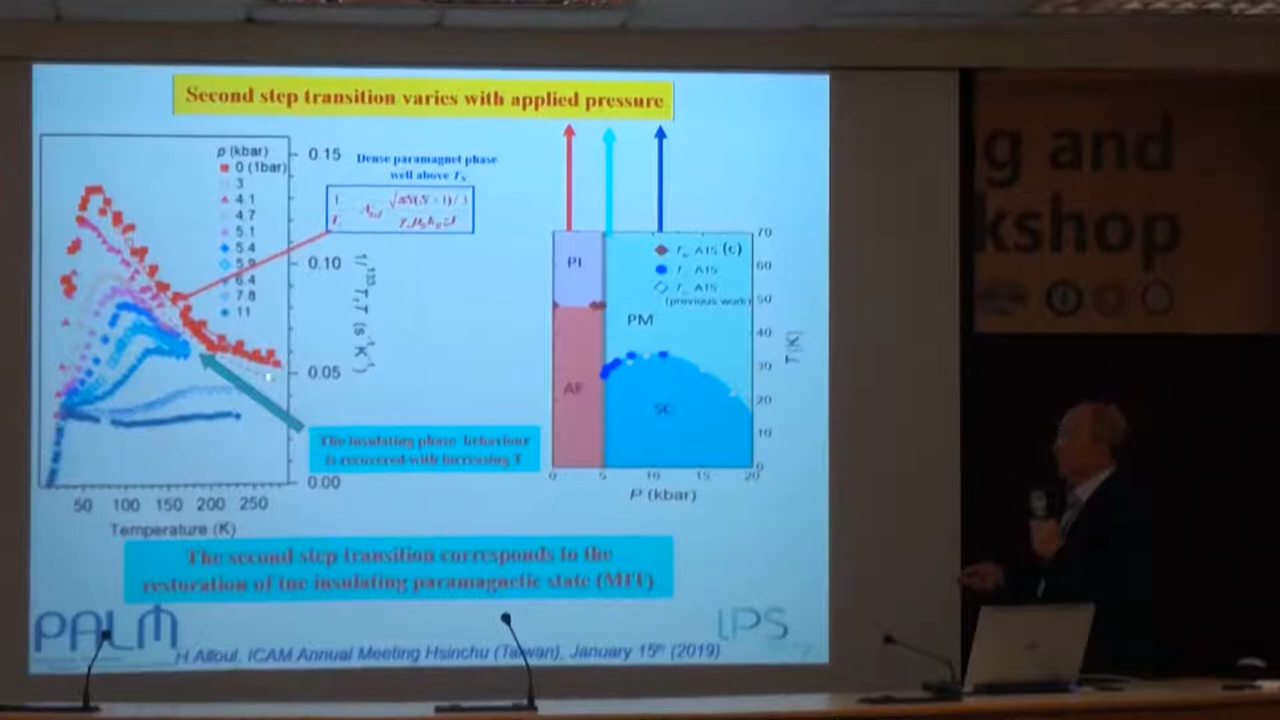 Second step transition varies with applied pressure
p (kbar)
0 (1bar)
3
4.1
4.7
5.1
5.4
5.9
6.4
7.8
11
0.15
0.10
0.05
0.00
50 100 150 200 250
Temperature (K)
Dense paramagnet phase
well above
The insulating phase behaviour
is recovered with increasing T
PI
AF
PM
SC
A15 (c)
A15
A15
(previous work)
70
60
50
40
30
20
10
0
T (K)
0 5 10 15 20
P (kbar)
The second step transition corresponds to the
restoration of the insulating paramagnetic state (MIT)
PALM
LPS
H Alloul, ICAM Annual Meeting Hsinchu (Taiwan), January 15th (2019)
g and
kshop